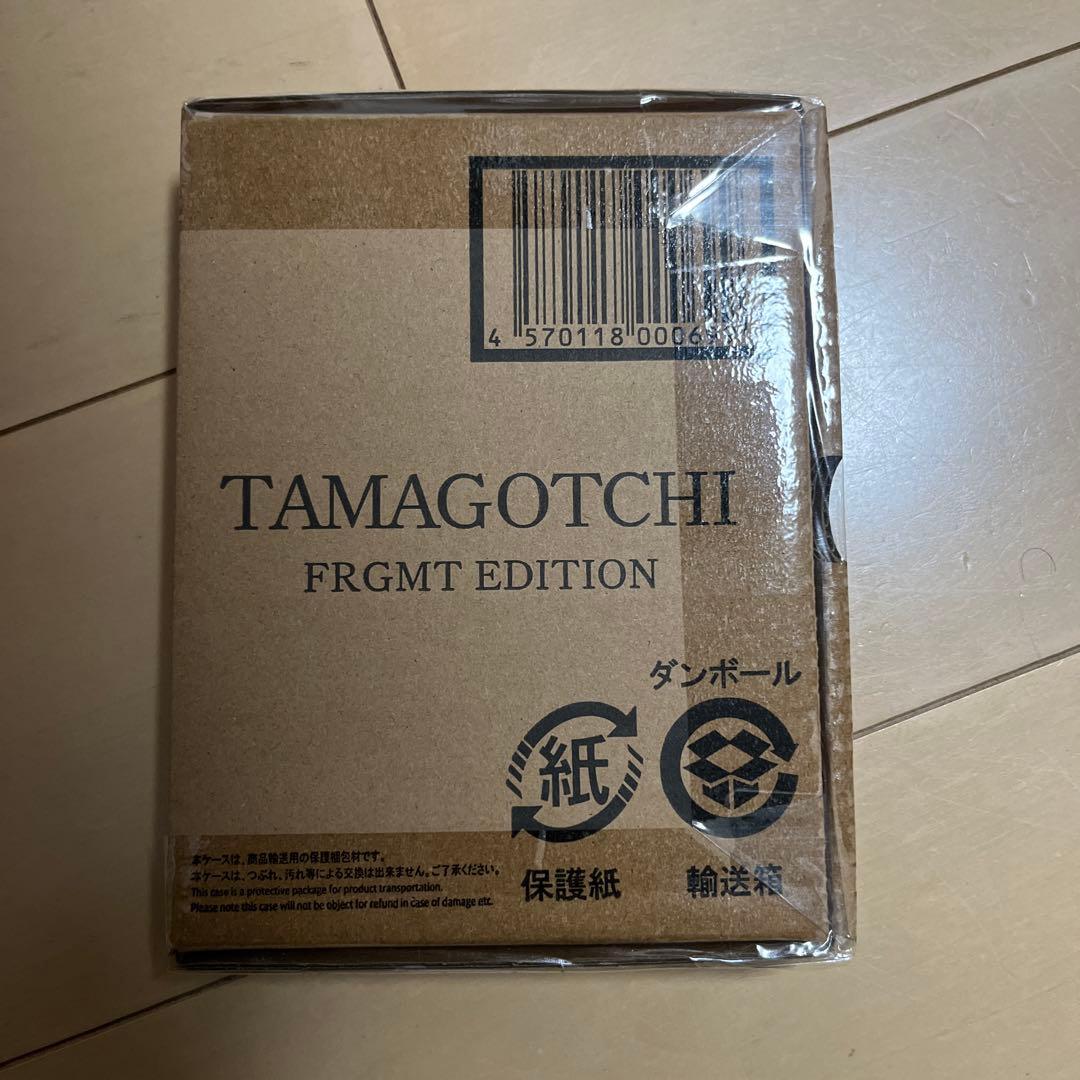 4 570118 0006
TAMAGOTCHI
FRGMT EDITION
ダンボール
紙
保護紙
輸送箱
本ケースは、商品輸送用の保護梱包材です。
本ケースは、つぶれ、汚れ等による交換は出来ません。ご了承ください。
This case is a protective package for product transportation.
Please note this case will not be object for refund in case of damage etc.